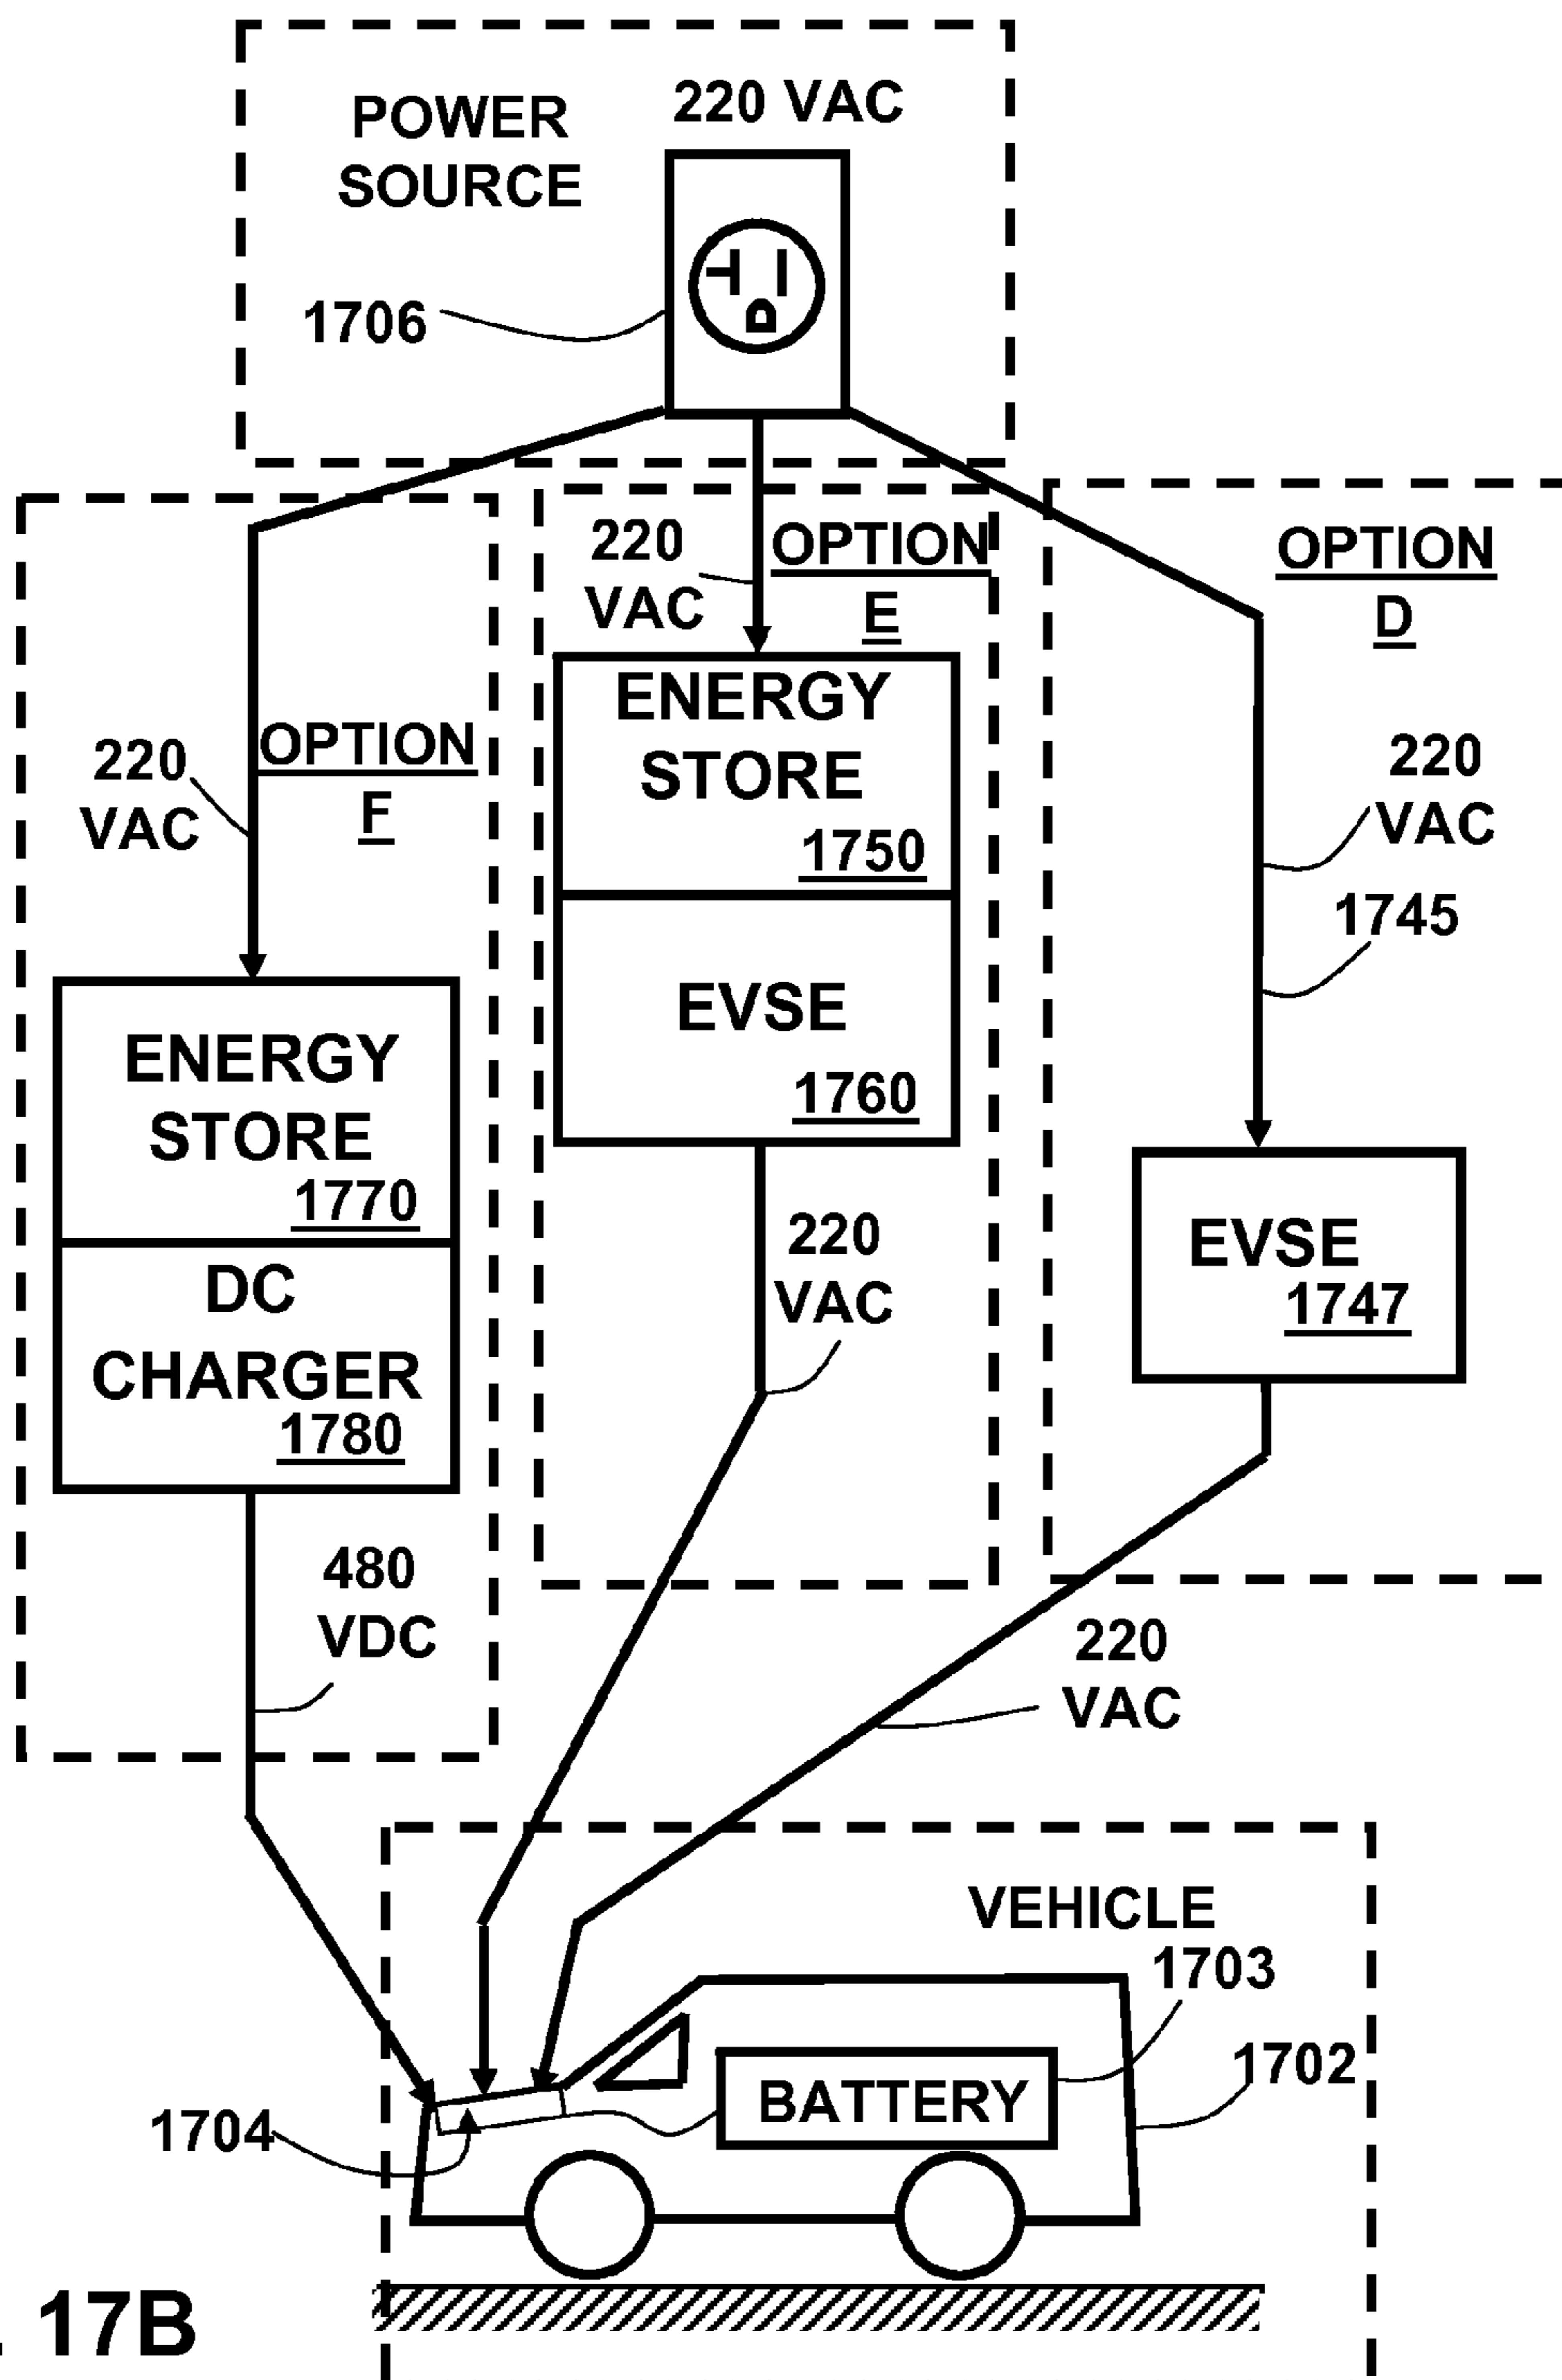 220 VAC
POWER
SOURCE
1706
220
VAC
OPTION
E
OPTION
D
ENERGY
STORE
1750
220
VAC
OPTION
F
220
VAC
1745
EVSE
1760
ENERGY
STORE
1770
DC
CHARGER
1780
220
VAC
EVSE
1747
480
VDC
220
VAC
VEHICLE
1703
1702
BATTERY
1704
. 17B